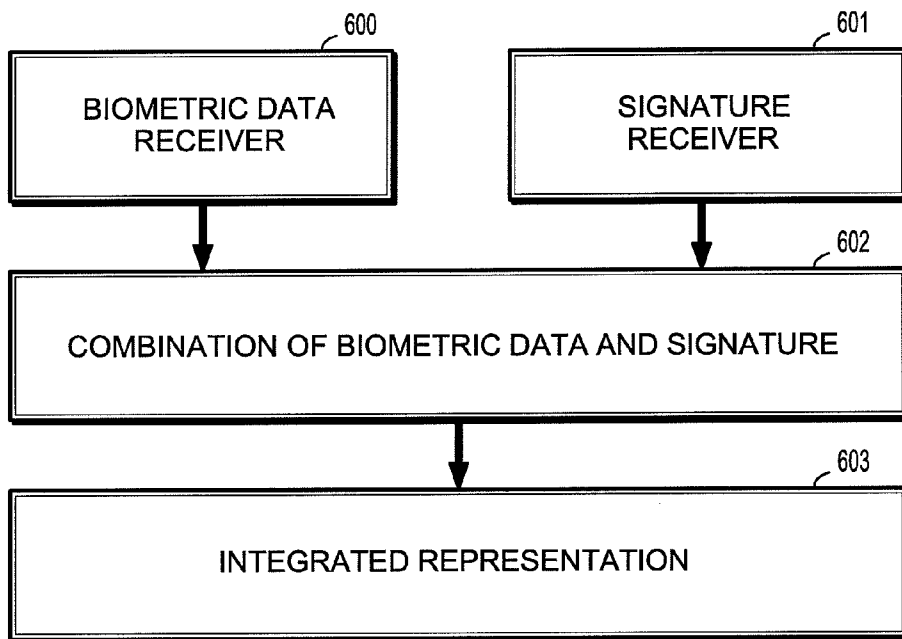 600
BIOMETRIC DATA
RECEIVER
601
SIGNATURE
RECEIVER
602
COMBINATION OF BIOMETRIC DATA AND SIGNATURE
603
INTEGRATED REPRESENTATION